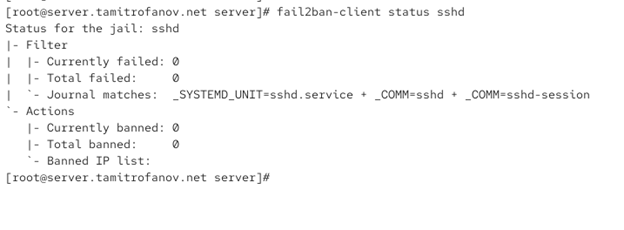 [root@server.tamitrofanov.net server]# fail2ban-client status sshd
Status for the jail: sshd
|- Filter
|  |- Currently failed: 0
|  |- Total failed:     0
|  `- Journal matches:  _SYSTEMD_UNIT=sshd.service + _COMM=sshd + _COMM=sshd-session
`- Actions
   |- Currently banned: 0
   |- Total banned:     0
   `- Banned IP list:
[root@server.tamitrofanov.net server]#